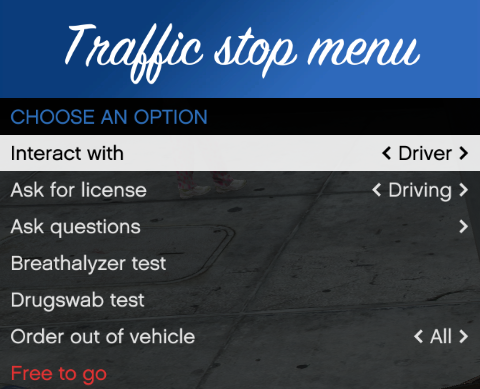 Traffic stop menu
CHOOSE AN OPTION
Interact with < Driver >
Ask for license < Driving >
Ask questions >
Breathalyzer test
Drugswab test
Order out of vehicle < All >
Free to go